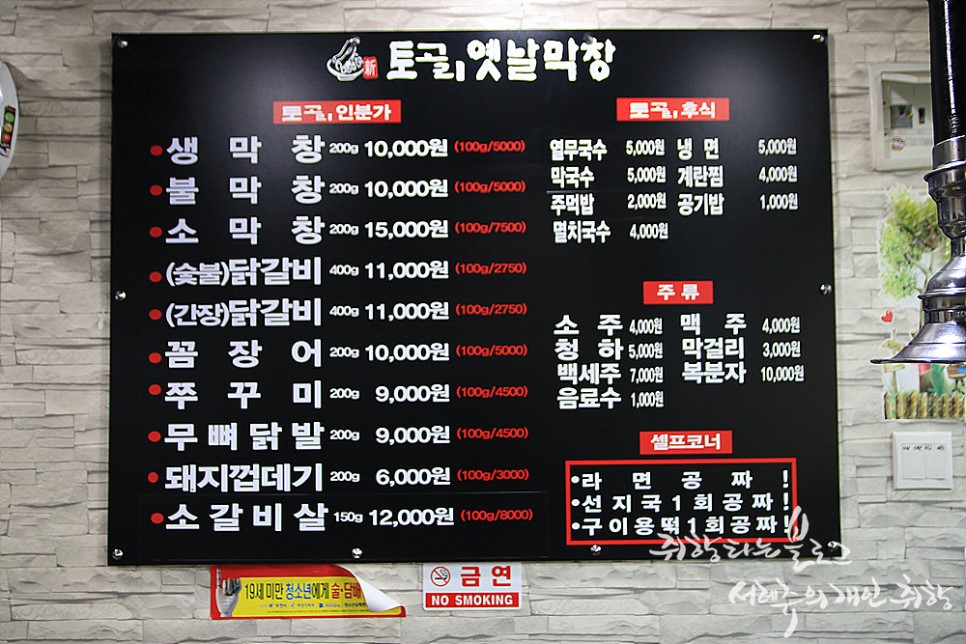 新 토골ㅣ 옛날막창
토골ㅣ 인분가
생막창 200g 10,000원 (100g/5000)
불막창 200g 10,000원 (100g/5000)
소막창 200g 15,000원 (100g/7500)
(숯불)닭갈비 400g 11,000원 (100g/2750)
(간장)닭갈비 400g 11,000원 (100g/2750)
꼼장어 200g 10,000원 (100g/5000)
쭈꾸미 200g 9,000원 (100g/4500)
무뼈닭발 200g 9,000원 (100g/4500)
돼지껍데기 200g 6,000원 (100g/3000)
소갈비살 150g 12,000원 (100g/8000)
토골ㅣ 후식
열무국수 5,000원 냉면 5,000원
막국수 5,000원 계란찜 4,000원
주먹밥 2,000원 공기밥 1,000원
멸치국수 4,000원
주류
소주 4,000원 맥주 4,000원
청하 5,000원 막걸리 3,000원
백세주 7,000원 복분자 10,000원
음료수 1,000원
셀프코너
•라면공짜!
•선지국1회공짜!
•구이용떡1회공짜!
취향타는 블로그
서테축의 개인 취향
19세 미만 청소년에게 술·담배
금연
NO SMOKING